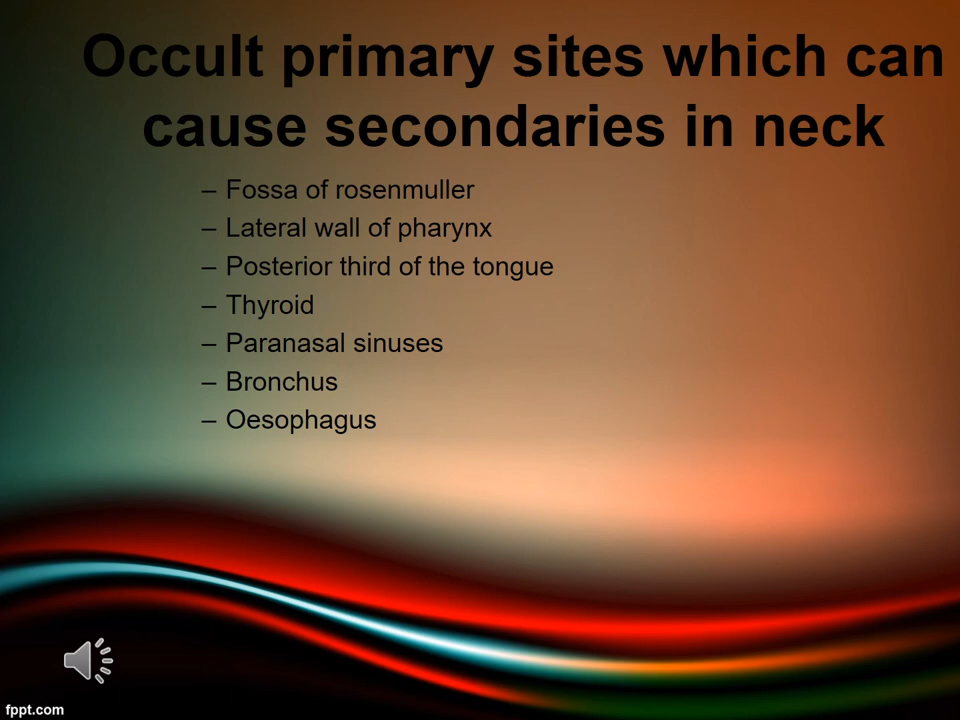 Occult primary sites which can
cause secondaries in neck
– Fossa of rosenmuller
– Lateral wall of pharynx
– Posterior third of the tongue
– Thyroid
– Paranasal sinuses
– Bronchus
– Oesophagus
fppt.com